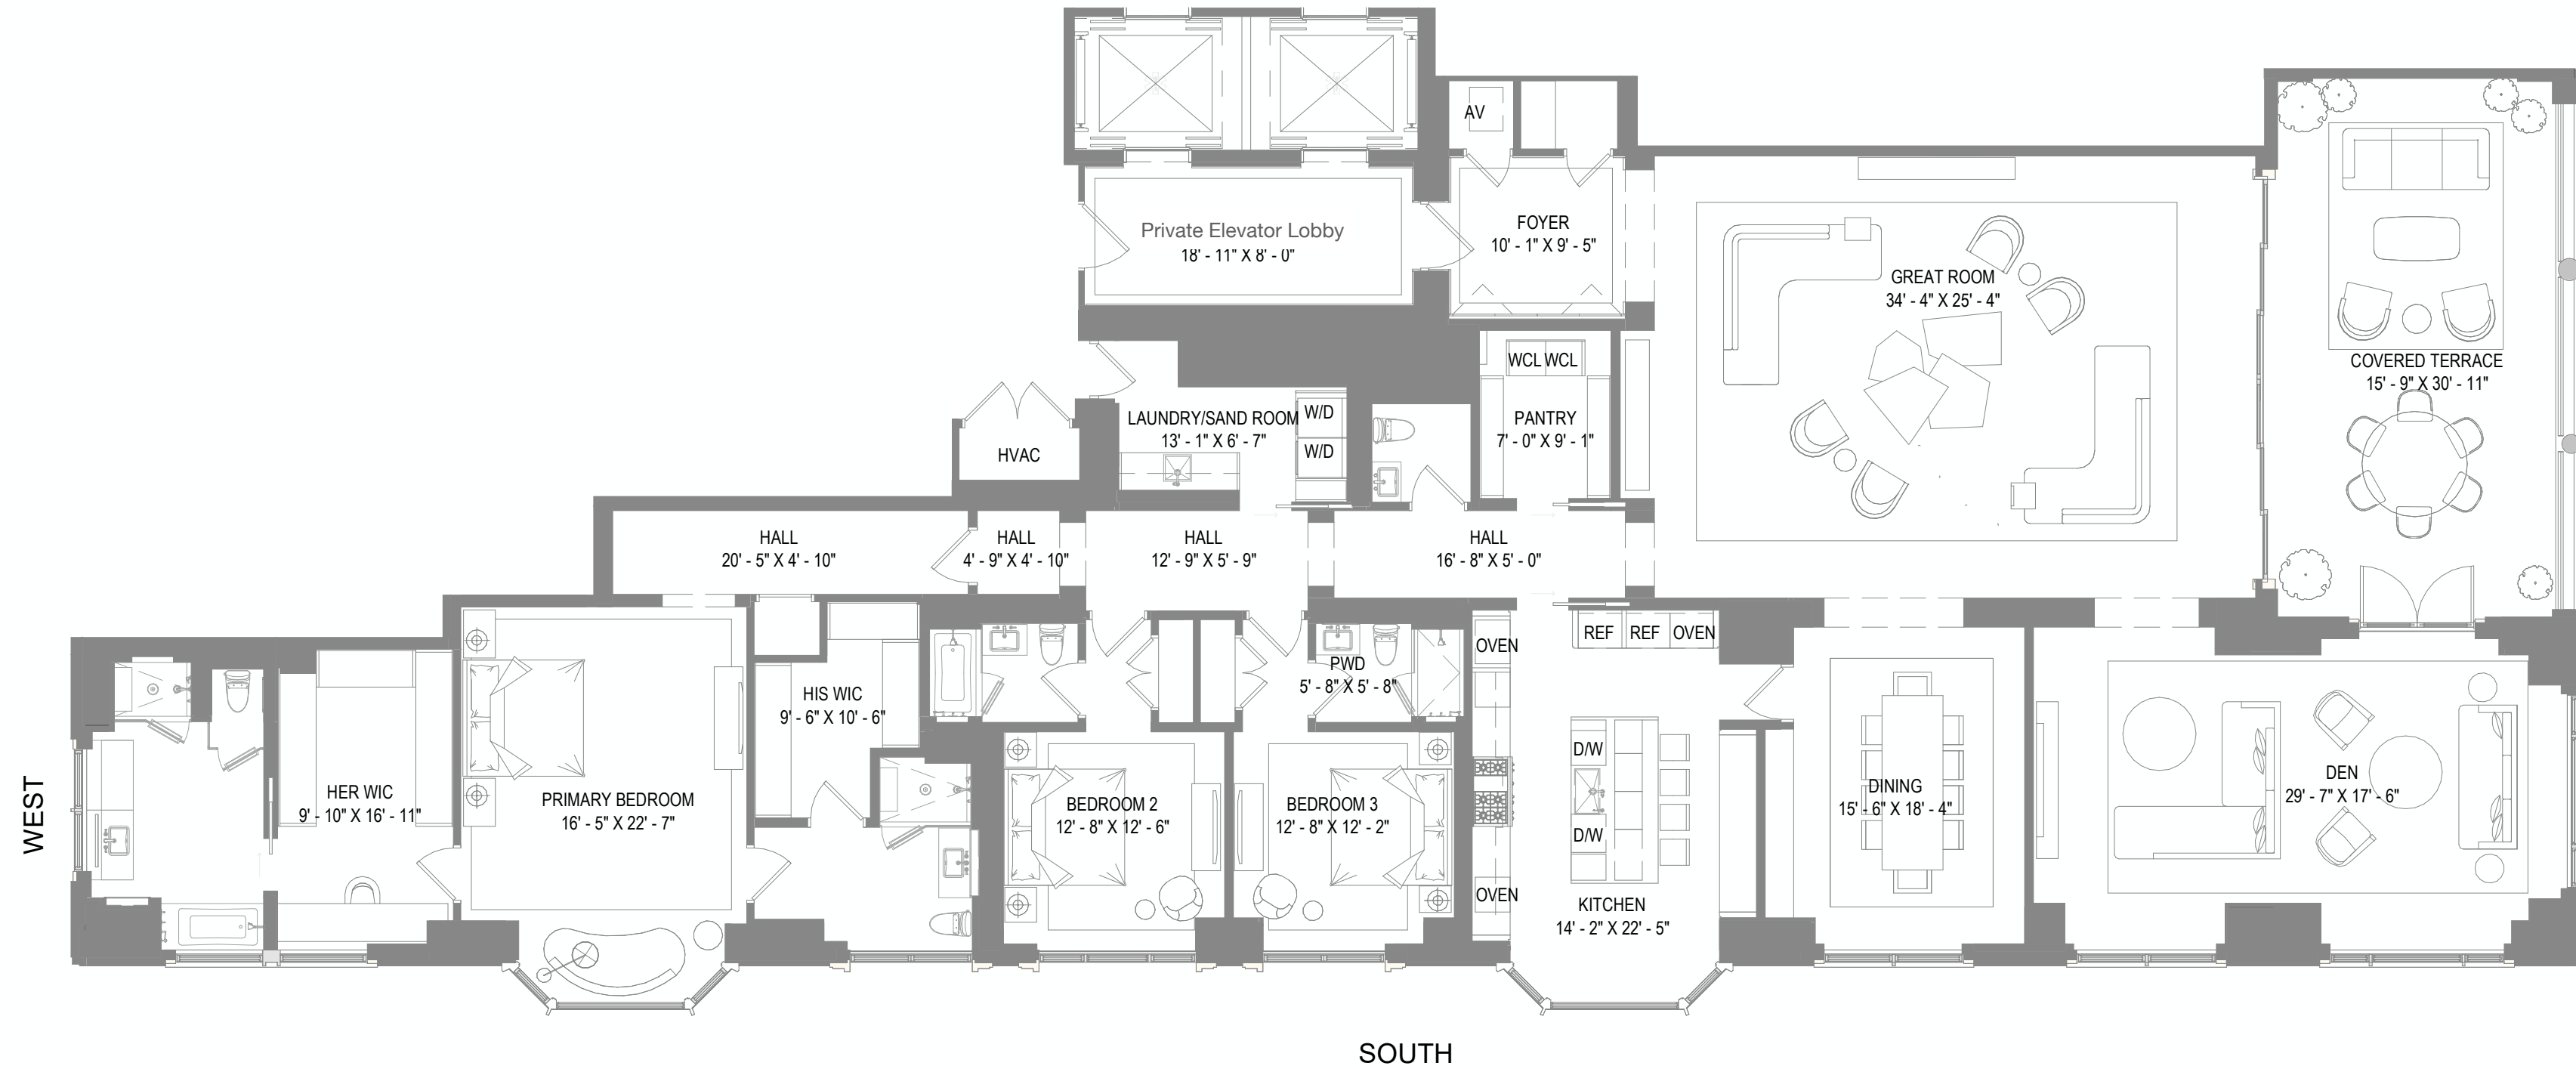 AV
Private Elevator Lobby
18' - 11" X 8' - 0"
FOYER
10' - 1" X 9' - 5"
GREAT ROOM
34' - 4" X 25' - 4"
COVERED TERRACE
15' - 9" X 30' - 11"
WCL WCL
PANTRY
7' - 0" X 9' - 1"
LAUNDRY/SAND ROOM
13' - 1" X 6' - 7"
W/D
W/D
HVAC
HALL
20' - 5" X 4' - 10"
HALL
4' - 9" X 4' - 10"
HALL
12' - 9" X 5' - 9"
HALL
16' - 8" X 5' - 0"
REF
REF
OVEN
OVEN
PWD
5' - 8" X 5' - 8"
HIS WIC
9' - 6" X 10' - 6"
HER WIC
9' - 10" X 16' - 11"
PRIMARY BEDROOM
16' - 5" X 22' - 7"
BEDROOM 2
12' - 8" X 12' - 6"
BEDROOM 3
12' - 8" X 12' - 2"
D/W
D/W
OVEN
KITCHEN
14' - 2" X 22' - 5"
DINING
15' - 6" X 18' - 4"
DEN
29' - 7" X 17' - 6"
WEST
SOUTH